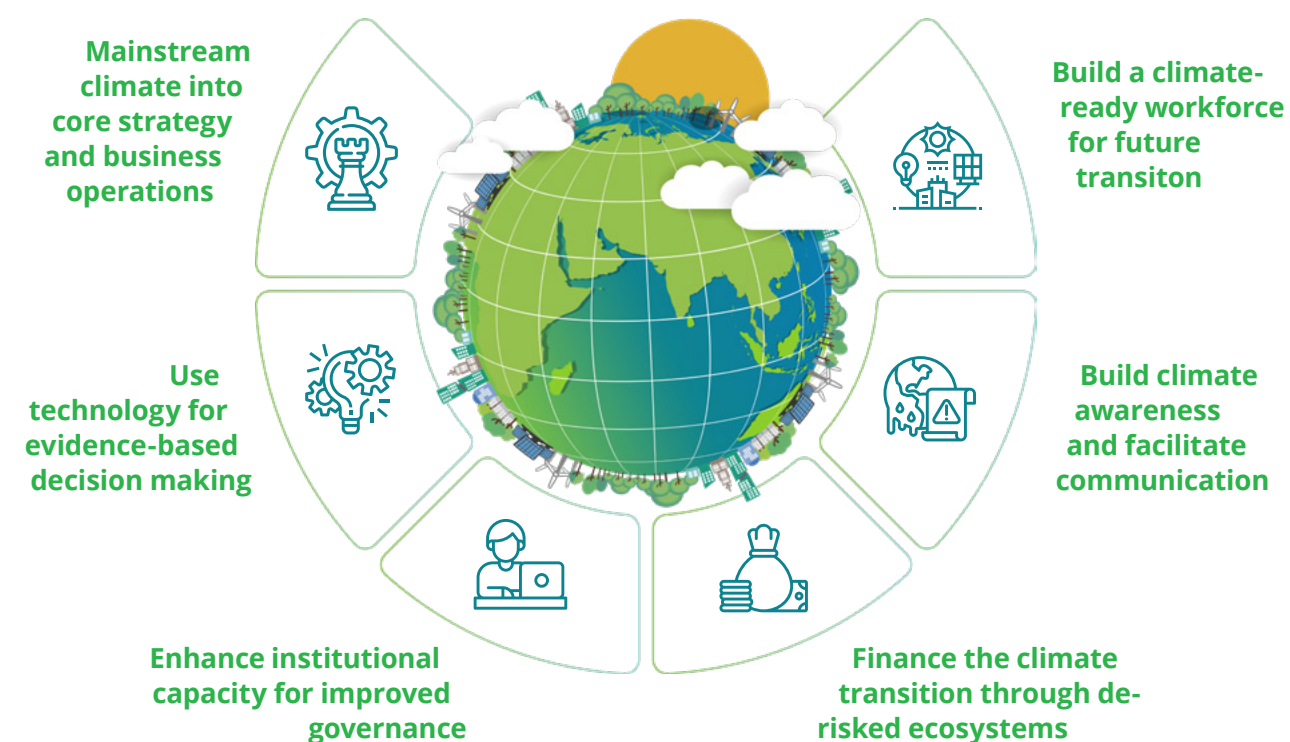 Mainstream
climate into
core strategy
and business
operations
Build a climate-
ready workforce
for future
transiton
Use
technology for
evidence-based
decision making
Build climate
awareness
and facilitate
communication
Enhance institutional
capacity for improved
governance
Finance the climate
transition through de-
risked ecosystems